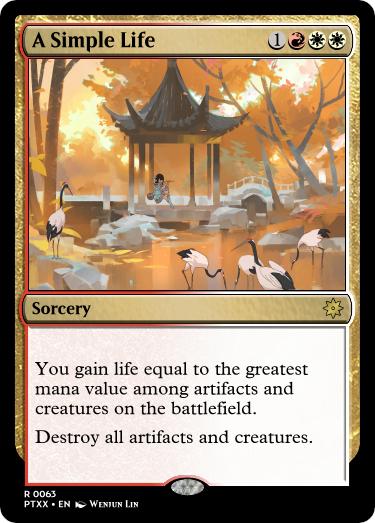 A Simple Life 1
Sorcery
You gain life equal to the greatest
mana value among artifacts and
creatures on the battlefield.
Destroy all artifacts and creatures.
R 0063
PTXX • EN Wenjun Lin